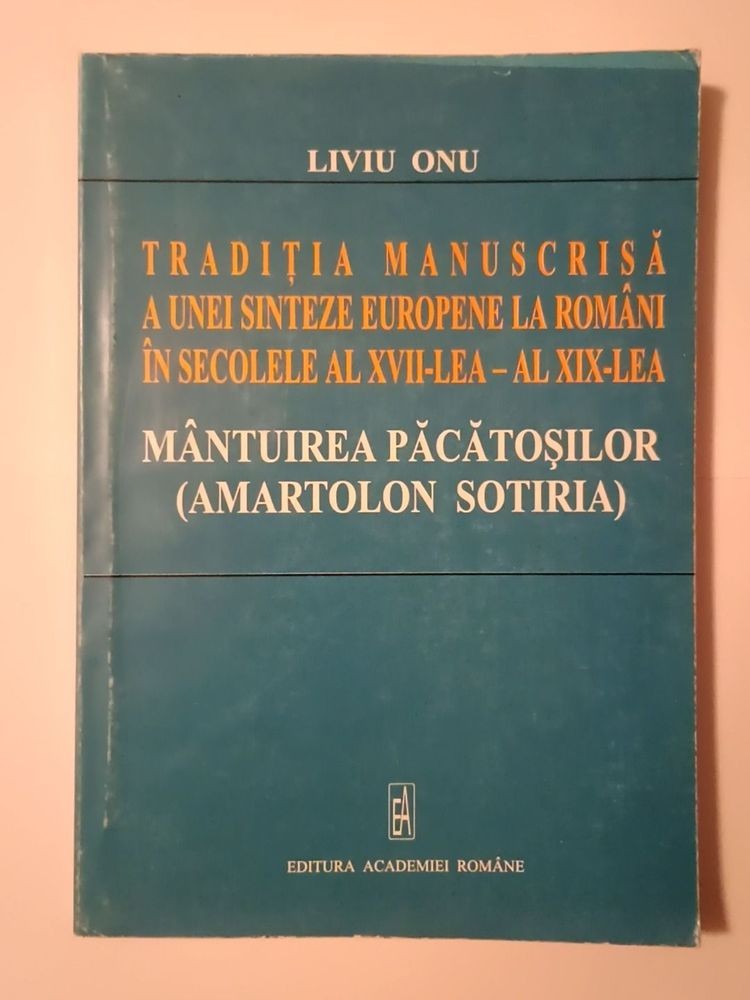 LIVIU ONU
TRADIȚIA MANUSCRISĂ
A UNEI SINTEZE EUROPENE LA ROMÂNI
ÎN SECOLELE AL XVII-LEA – AL XIX-LEA
MÂNTUIREA PĂCĂTOȘILOR
(AMARTOLON SOTIRIA)
EA
EDITURA ACADEMIEI ROMÂNE